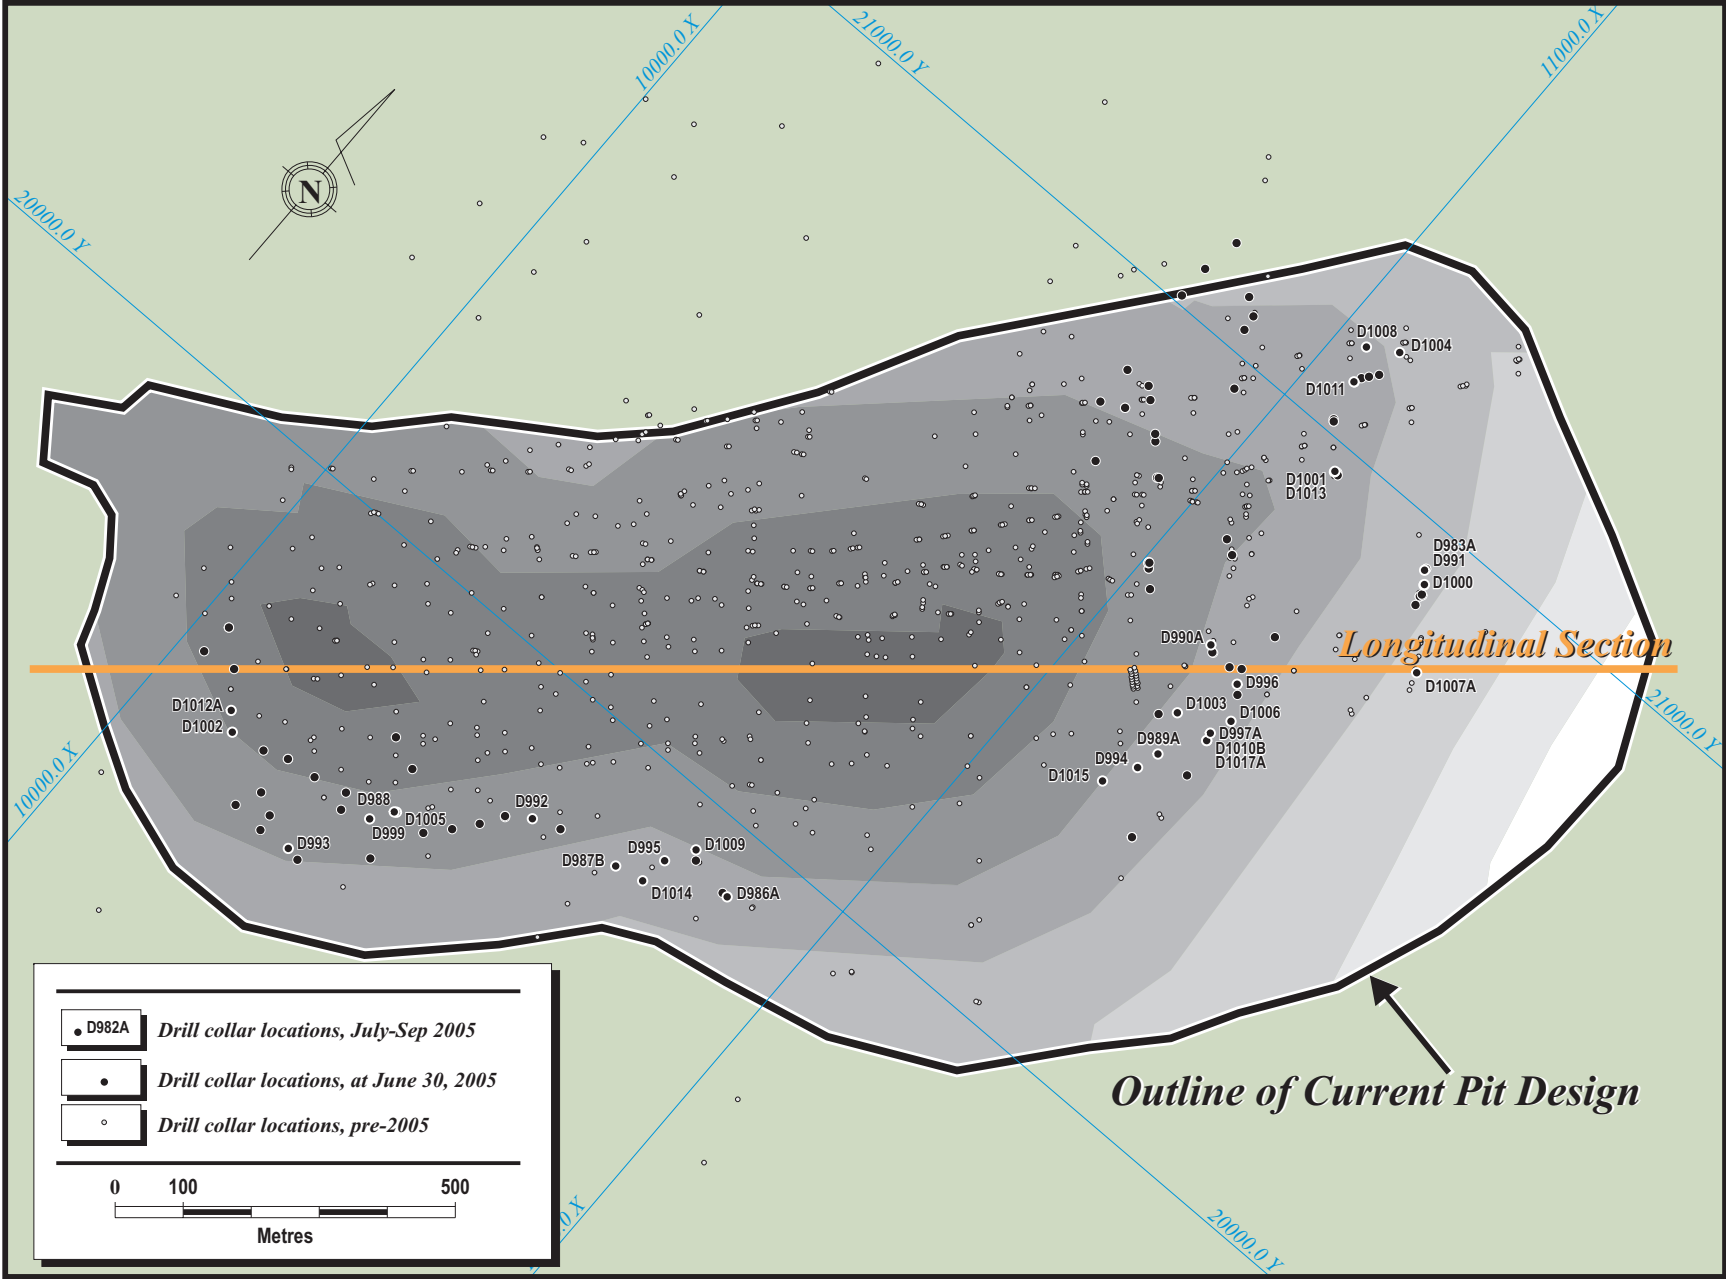 10000.0 X
21000.0 Y
11000.0 X
20000.0 Y
N
D1008
D1004
D1011
D1001
D1013
D983A
D991
D1000
D990A
Longitudinal Section
D996
D1007A
D1012A
D1002
D1003
D1006
D997A
D989A
D1010B
D1017A
D994
D1015
21000.0 Y
10000.0 X
D988
D1005
D999
D992
D993
D995
D1009
D987B
D1014
D986A
D982A
Drill collar locations, July-Sep 2005
Drill collar locations, at June 30, 2005
Drill collar locations, pre-2005
0 100 500
Metres
Outline of Current Pit Design
.0 X
20000.0 Y